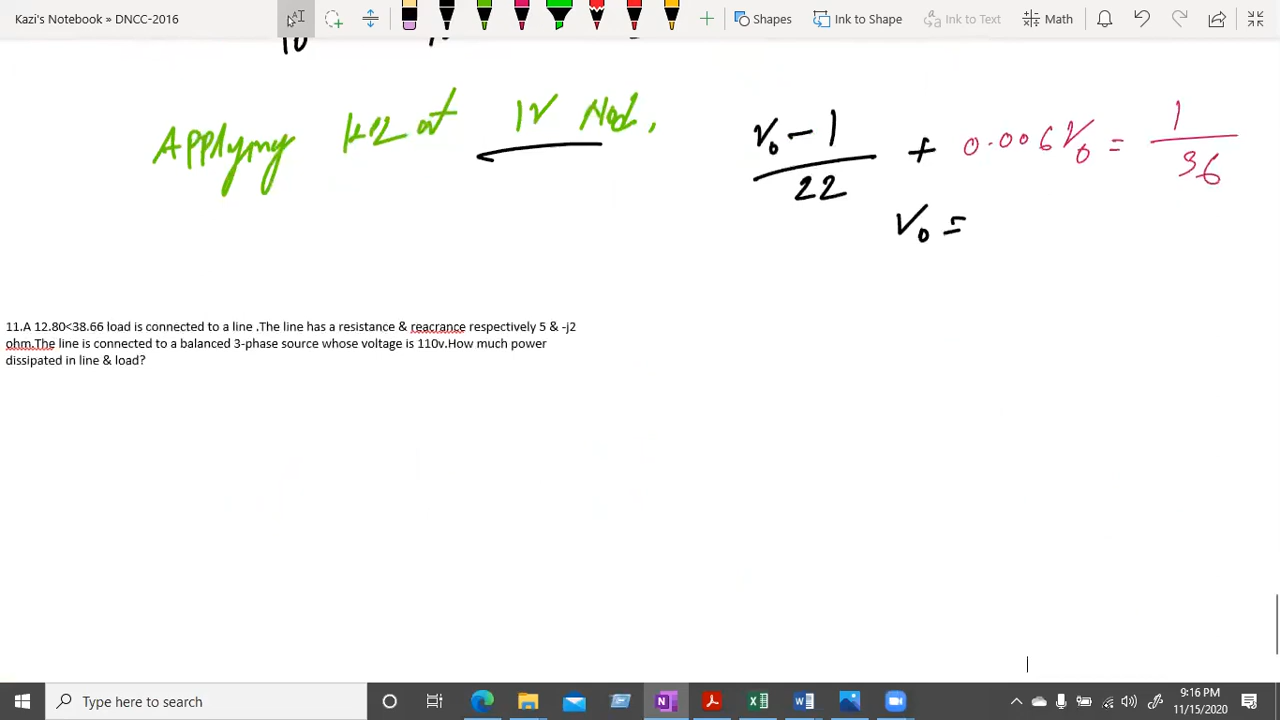 Kazi's Notebook » DNCC-2016
Shapes
Ink to Shape
Ink to Text
Math
Applying at 1V Nod,
V₀ - 1 / 22 + 0.006V₀ = 1 / 36
V₀ =
11.A 12.80<38.66 load is connected to a line .The line has a resistance & reacrance respectively 5 & -j2
ohm.The line is connected to a balanced 3-phase source whose voltage is 110v.How much power
dissipated in line & load?
Type here to search
9:16 PM
11/15/2020